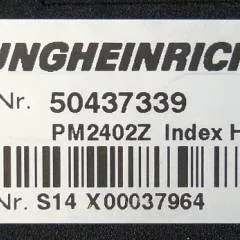 UNGHEINRICH
Nr. 50437339
PM2402Z Index H
Nr. S14 X00037964